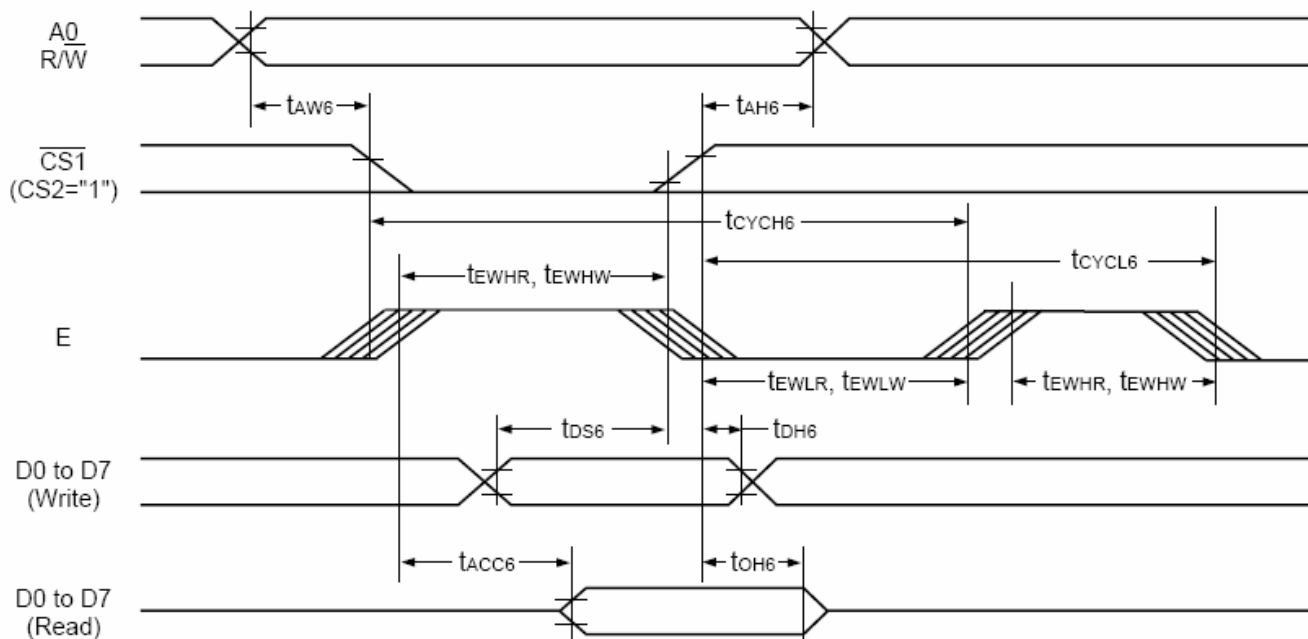 A0
R/W̅
tAW6
tAH6
C̅S̅1̅
(CS2="1")
tCYCH6
tCYCL6
tEWHR, tEWHW
E
tEWLR, tEWLW
tEWHR, tEWHW
tDS6
tDH6
D0 to D7
(Write)
tACC6
tOH6
D0 to D7
(Read)